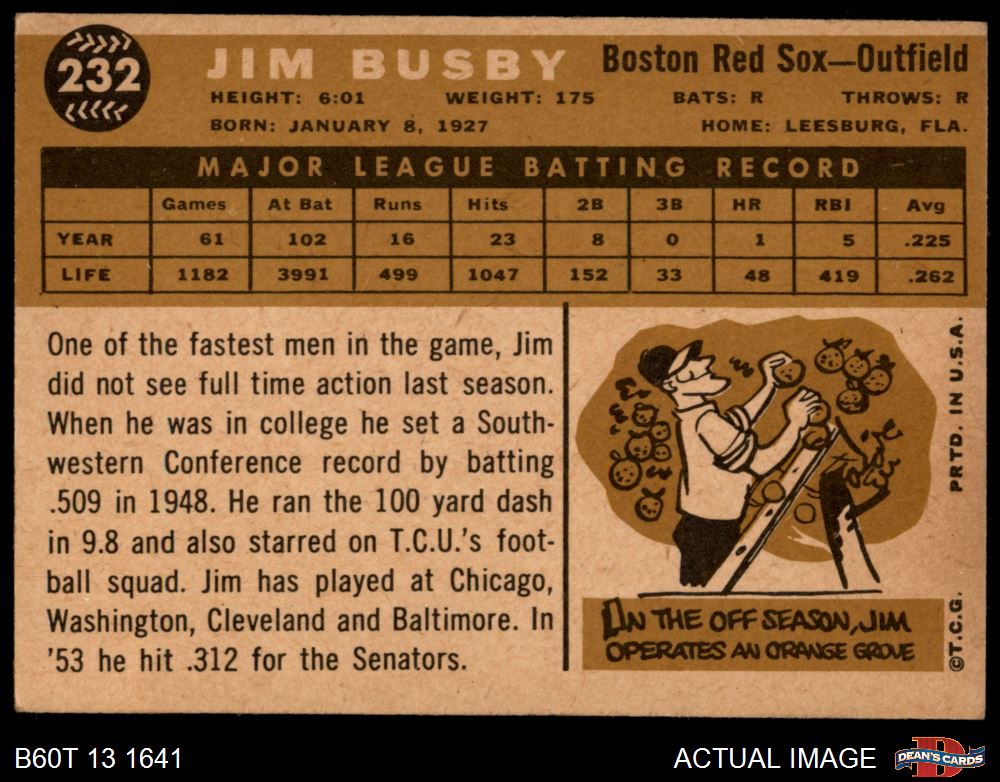 232
JIM BUSBY
Boston Red Sox—Outfield
HEIGHT: 6:01 WEIGHT: 175 BATS: R THROWS: R
BORN: JANUARY 8, 1927 HOME: LEESBURG, FLA.
MAJOR LEAGUE BATTING RECORD
Games At Bat Runs Hits 2B 3B HR RBI Avg
YEAR 61 102 16 23 8 0 1 5 .225
LIFE 1182 3991 499 1047 152 33 48 419 .262
One of the fastest men in the game, Jim
did not see full time action last season.
When he was in college he set a South-
western Conference record by batting
.509 in 1948. He ran the 100 yard dash
in 9.8 and also starred on T.C.U.'s foot-
ball squad. Jim has played at Chicago,
Washington, Cleveland and Baltimore. In
'53 he hit .312 for the Senators.
IN THE OFF SEASON, JIM
OPERATES AN ORANGE GROVE
©T.C.G. PRTD. IN U.S.A.
B60T 13 1641
ACTUAL IMAGE
D
DEAN'S CARDS